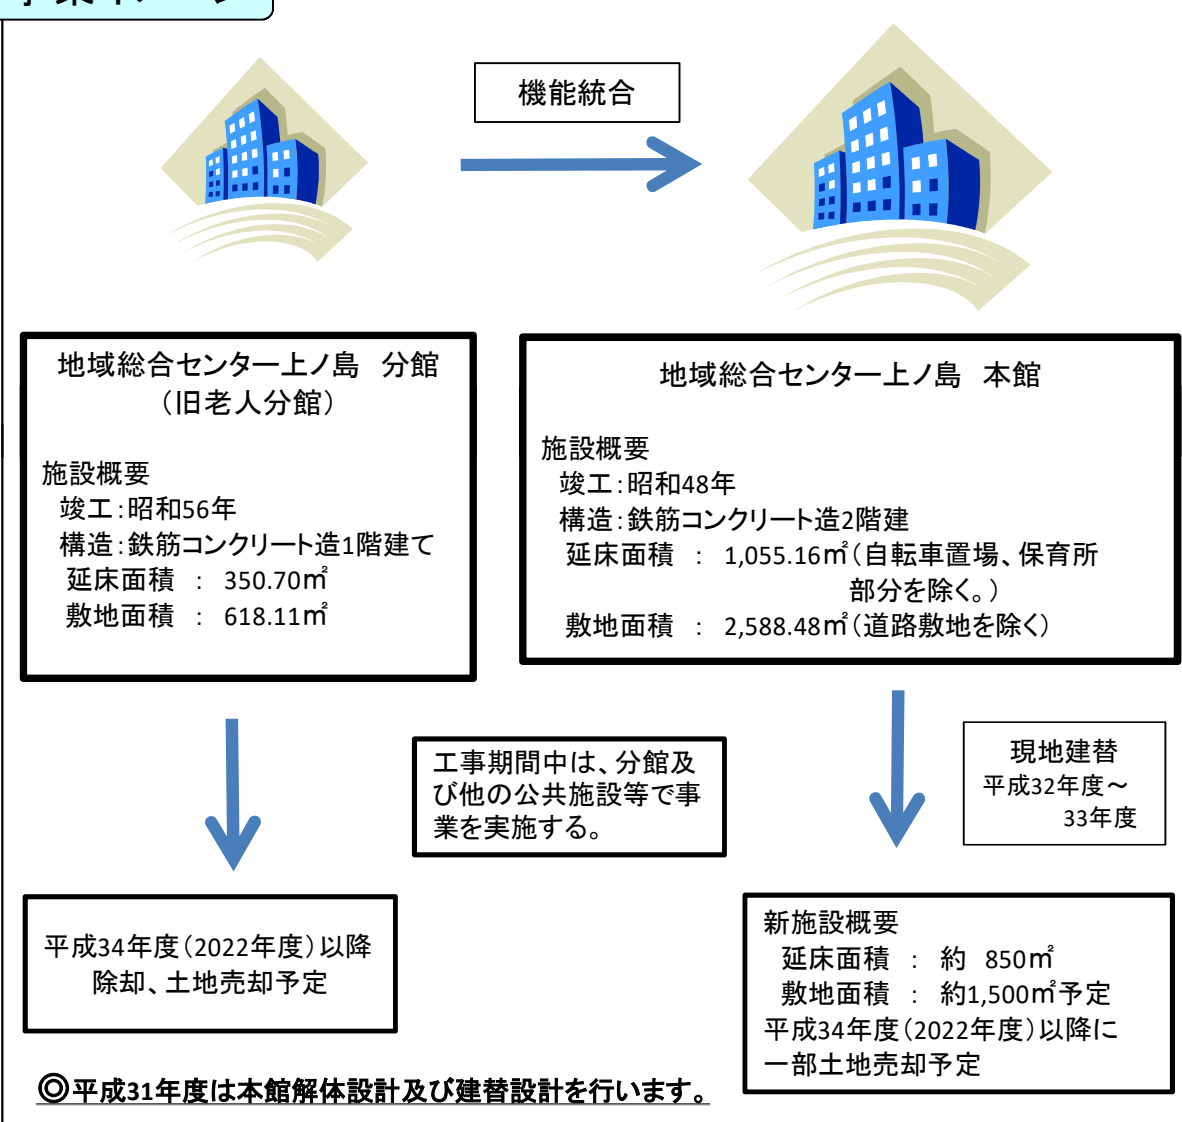 機能統合
地域総合センター上ノ島　分館
（旧老人分館）
施設概要
竣工：昭和56年
構造：鉄筋コンクリート造1階建て
延床面積　：　350.70㎡
敷地面積　：　618.11㎡
地域総合センター上ノ島　本館
施設概要
竣工：昭和48年
構造：鉄筋コンクリート造2階建
延床面積　：　1,055.16㎡（自転車置場、保育所
部分を除く。）
敷地面積　：　2,588.48㎡（道路敷地を除く）
工事期間中は、分館及
び他の公共施設等で事
業を実施する。
現地建替
平成32年度～
33年度
平成34年度（2022年度）以降
除却、土地売却予定
新施設概要
延床面積　：　約　850㎡
敷地面積　：　約1,500㎡予定
平成34年度（2022年度）以降に
一部土地売却予定
◎平成31年度は本館解体設計及び建替設計を行います。